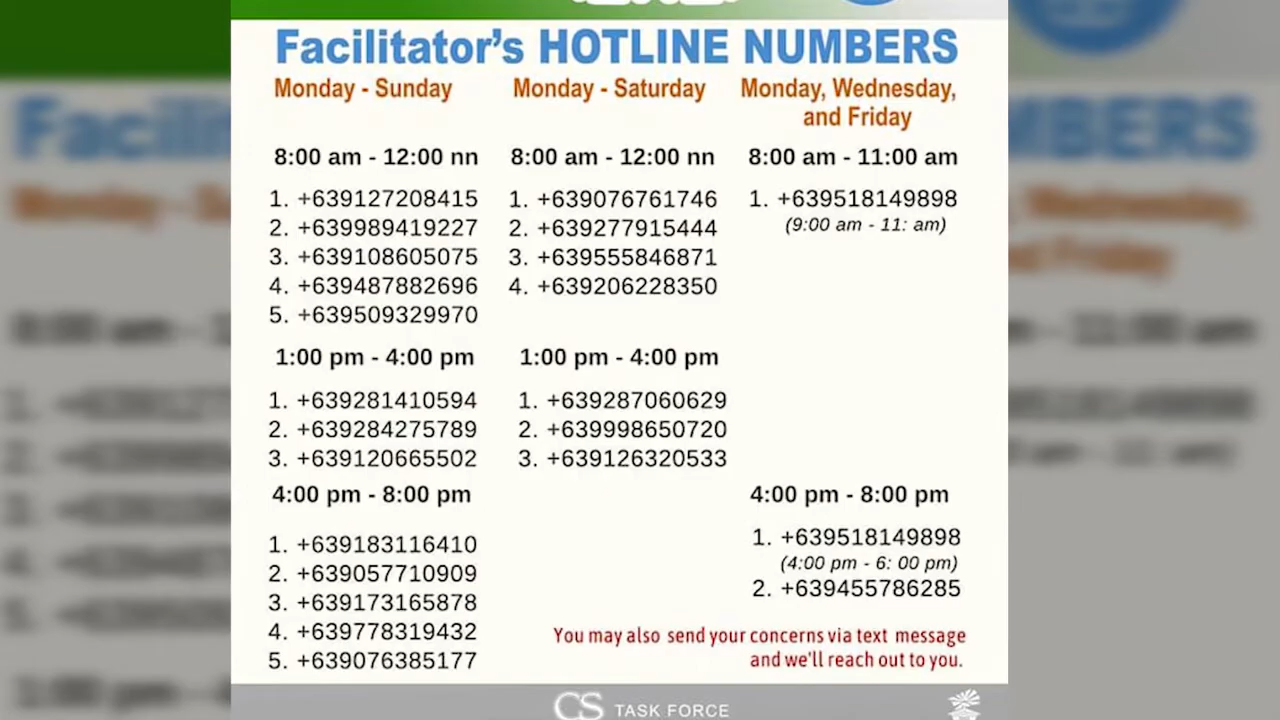 Facilitator's HOTLINE NUMBERS
Monday - Sunday
8:00 am - 12:00 nn
1. +639127208415
2. +639989419227
3. +639108605075
4. +639487882696
5. +639509329970
1:00 pm - 4:00 pm
1. +639281410594
2. +639284275789
3. +639120665502
4:00 pm - 8:00 pm
1. +639183116410
2. +639057710909
3. +639173165878
4. +639778319432
5. +639076385177
Monday - Saturday
8:00 am - 12:00 nn
1. +639076761746
2. +639277915444
3. +639555846871
4. +639206228350
1:00 pm - 4:00 pm
1. +639287060629
2. +639998650720
3. +639126320533
Monday, Wednesday,
and Friday
8:00 am - 11:00 am
1. +639518149898
(9:00 am - 11: am)
4:00 pm - 8:00 pm
1. +639518149898
(4:00 pm - 6: 00 pm)
2. +639455786285
You may also send your concerns via text message
and we'll reach out to you.
CS TASK FORCE